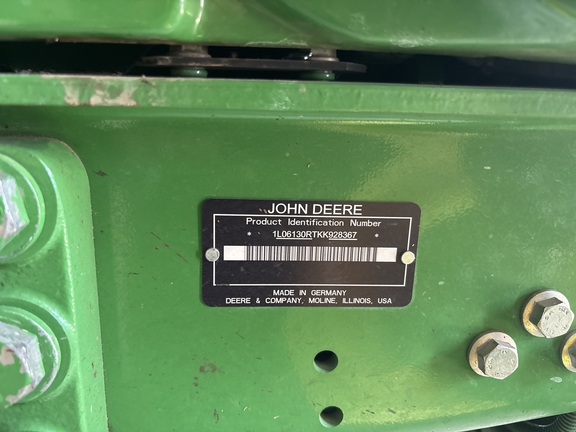 JOHN DEERE
Product Identification Number
* 1L06130RTKK928367 *
MADE IN GERMANY
DEERE & COMPANY, MOLINE, ILLINOIS, USA